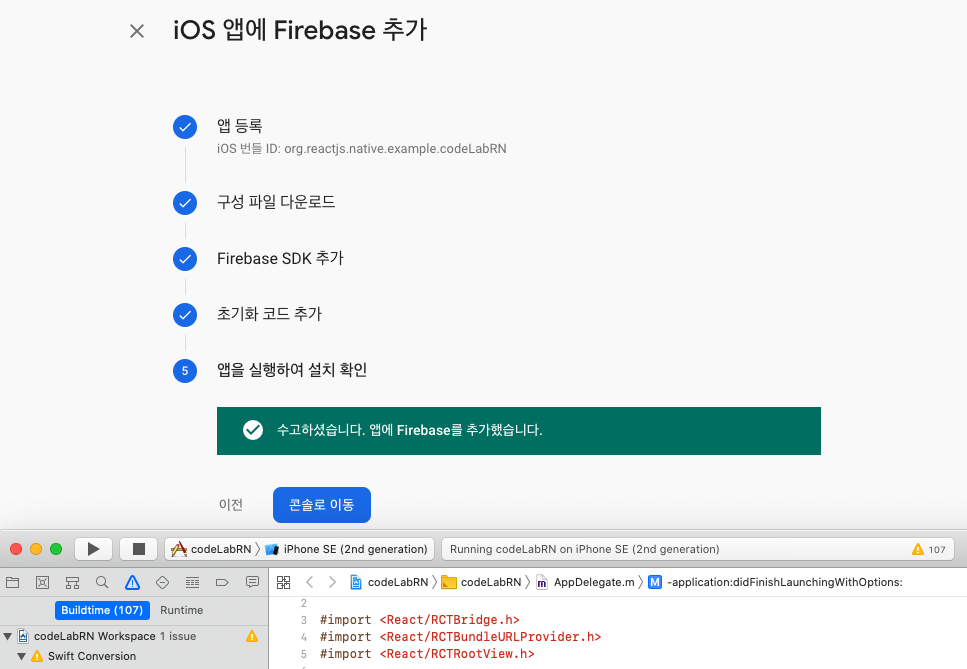 iOS 앱에 Firebase 추가
앱 등록
iOS 번들 ID: org.reactjs.native.example.codeLabRN
구성 파일 다운로드
Firebase SDK 추가
초기화 코드 추가
5 앱을 실행하여 설치 확인
수고하셨습니다. 앱에 Firebase를 추가했습니다.
이전 콘솔로 이동
codeLabRN iPhone SE (2nd generation) Running codeLabRN on iPhone SE (2nd generation) 107
codeLabRN codeLabRN m AppDelegate.m M -application:didFinishLaunchingWithOptions:
Buildtime (107) Runtime
codeLabRN Workspace 1 issue
Swift Conversion
2
3 #import <React/RCTBridge.h>
4 #import <React/RCTBundleURLProvider.h>
5 #import <React/RCTRootView.h>